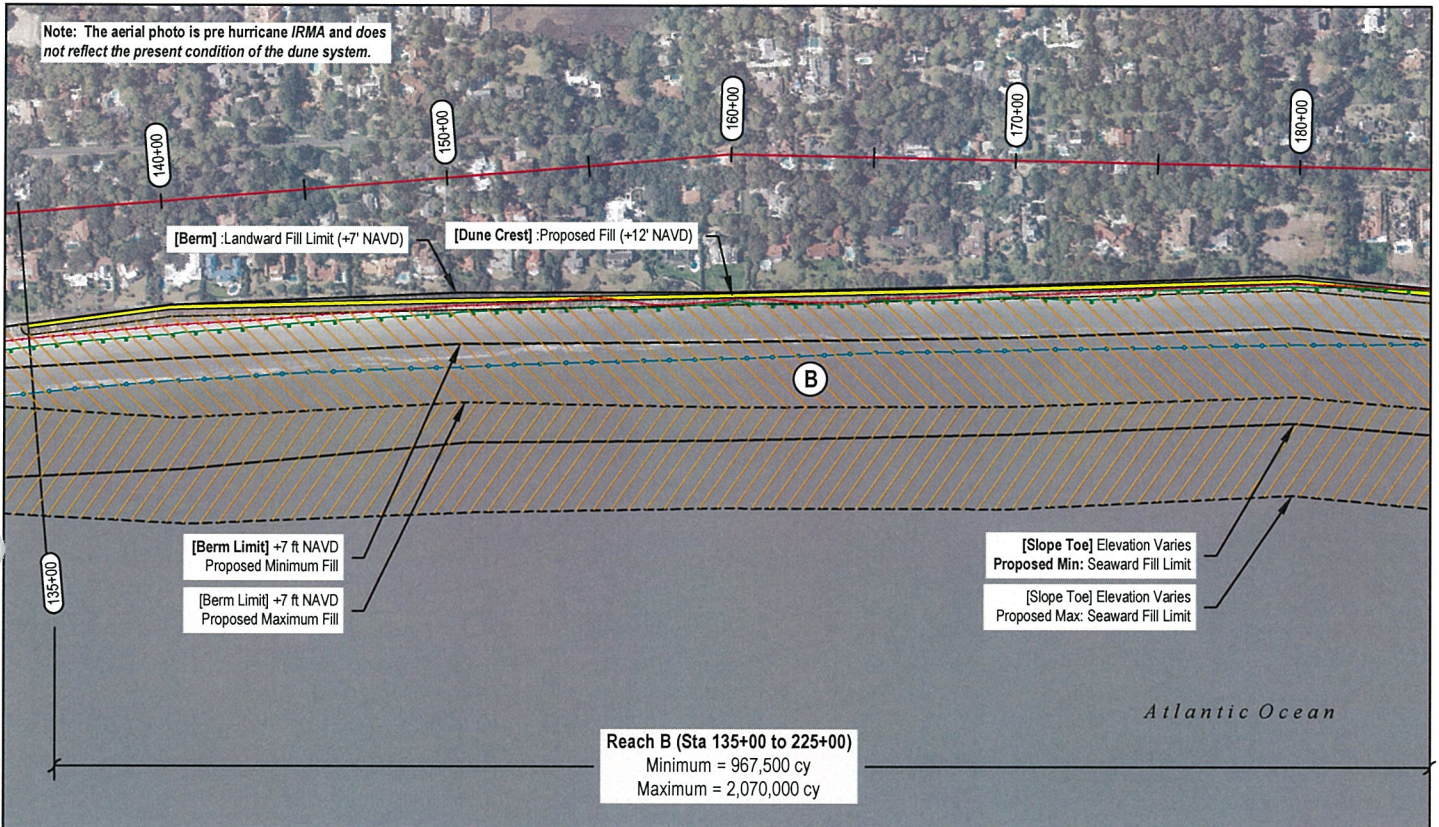 Note: The aerial photo is pre hurricane IRMA and does
not reflect the present condition of the dune system.
140+00
150+00
160+00
170+00
180+00
[Berm] :Landward Fill Limit (+7' NAVD)
[Dune Crest] :Proposed Fill (+12' NAVD)
B
[Berm Limit] +7 ft NAVD
Proposed Minimum Fill
[Berm Limit] +7 ft NAVD
Proposed Maximum Fill
[Slope Toe] Elevation Varies
Proposed Min: Seaward Fill Limit
[Slope Toe] Elevation Varies
Proposed Max: Seaward Fill Limit
135+00
Atlantic Ocean
Reach B (Sta 135+00 to 225+00)
Minimum = 967,500 cy
Maximum = 2,070,000 cy